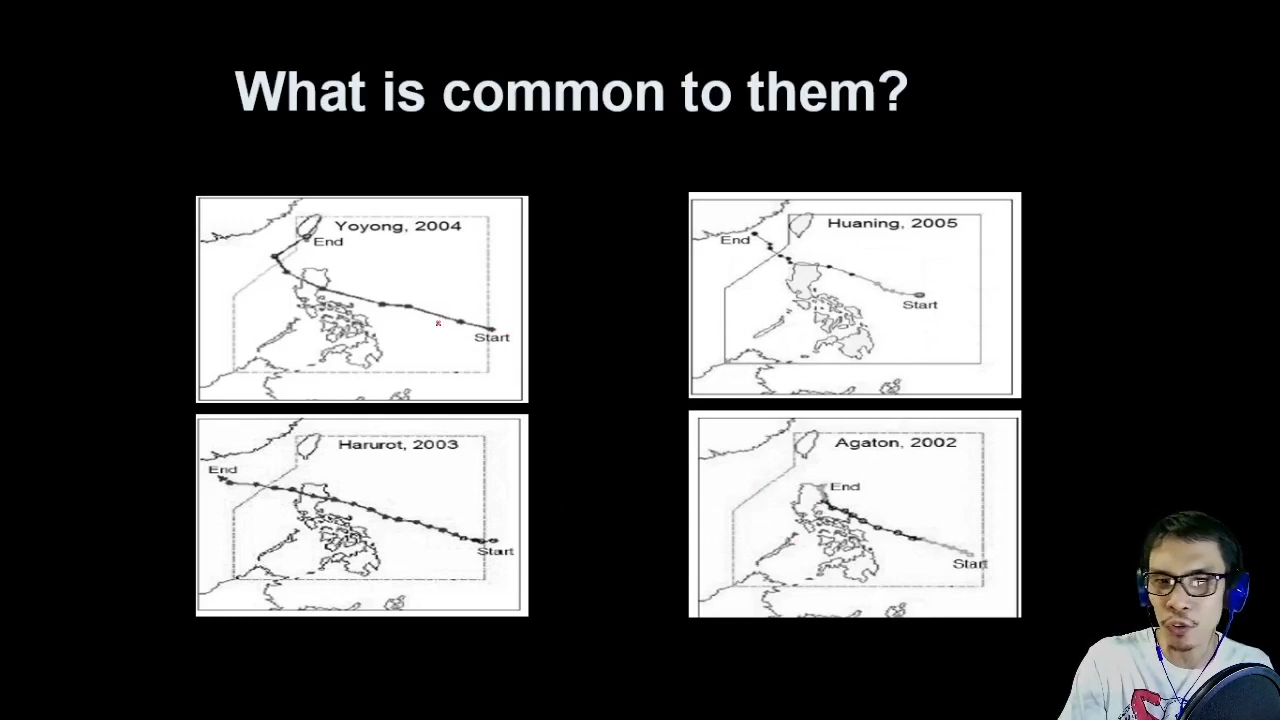 What is common to them?
Yoyong, 2004
End
Start
Huaning, 2005
End
Start
Harurot, 2003
End
Start
Agaton, 2002
End
Start